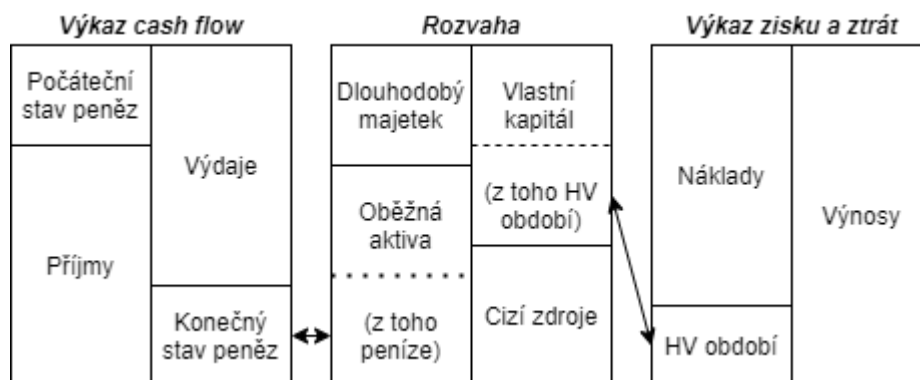 Výkaz cash flow
Počáteční
stav peněz
Příjmy
Výdaje
Konečný
stav peněz
Rozvaha
Dlouhodobý
majetek
Oběžná
aktiva
(z toho
peníze)
Vlastní
kapitál
(z toho HV
období)
Cizí zdroje
Výkaz zisku a ztrát
Náklady
HV období
Výnosy